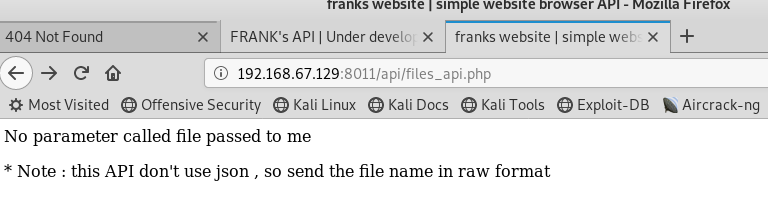 franks website | simple website browser API - Mozilla Firefox
404 Not Found
FRANK's API | Under develop
franks website | simple webs
192.168.67.129:8011/api/files_api.php
Most Visited Offensive Security Kali Linux Kali Docs Kali Tools Exploit-DB Aircrack-ng
No parameter called file passed to me
* Note : this API don't use json , so send the file name in raw format